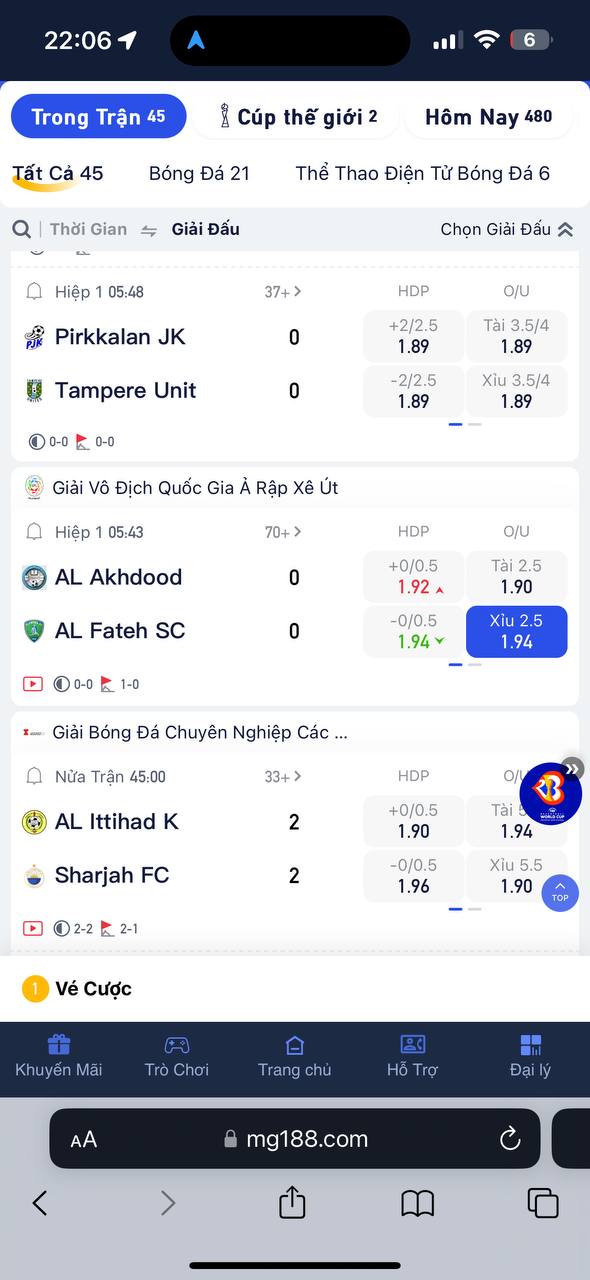 22:06 6
Trong Trận 45 Cúp thế giới 2 Hôm Nay 480
Tất Cả 45 Bóng Đá 21 Thể Thao Điện Tử Bóng Đá 6
Thời Gian Giải Đấu Chọn Giải Đấu
Hiệp 1 05:48 37+ HDP O/U
Pirkkalan JK 0 +2/2.5 1.89 Tài 3.5/4 1.89
Tampere Unit 0 -2/2.5 1.89 Xỉu 3.5/4 1.89
0-0 0-0
Giải Vô Địch Quốc Gia Ả Rập Xê Út
Hiệp 1 05:43 70+ HDP O/U
AL Akhdood 0 +0/0.5 1.92 Tài 2.5 1.90
AL Fateh SC 0 -0/0.5 1.94 Xỉu 2.5 1.94
0-0 1-0
Giải Bóng Đá Chuyên Nghiệp Các ...
Nửa Trận 45:00 33+ HDP
AL Ittihad K 2 +0/0.5 1.90 Tài 1.94
Sharjah FC 2 -0/0.5 1.96 Xỉu 5.5 1.90
WORLD CUP
TOP
2-2 2-1
1 Vé Cược
Khuyến Mãi Trò Chơi Trang chủ Hỗ Trợ Đại lý
AA mg188.com